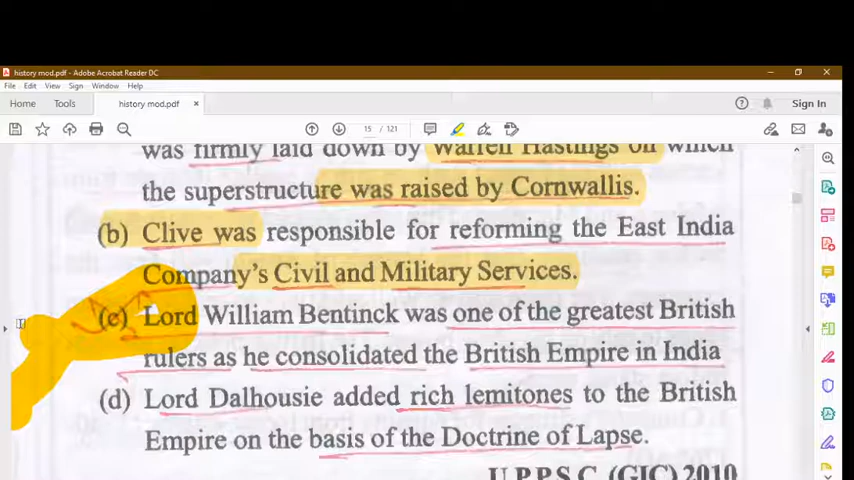 history mod.pdf - Adobe Acrobat Reader DC
File Edit View Sign Window Help
Home Tools history mod.pdf × Sign In
15 / 121
was firmly laid down by Warren Hastings on which
the superstructure was raised by Cornwallis.
(b) Clive was responsible for reforming the East India
Company's Civil and Military Services.
(c) Lord William Bentinck was one of the greatest British
rulers as he consolidated the British Empire in India
(d) Lord Dalhousie added rich lemitones to the British
Empire on the basis of the Doctrine of Lapse.
U.P.P.S.C. (GIC) 2010